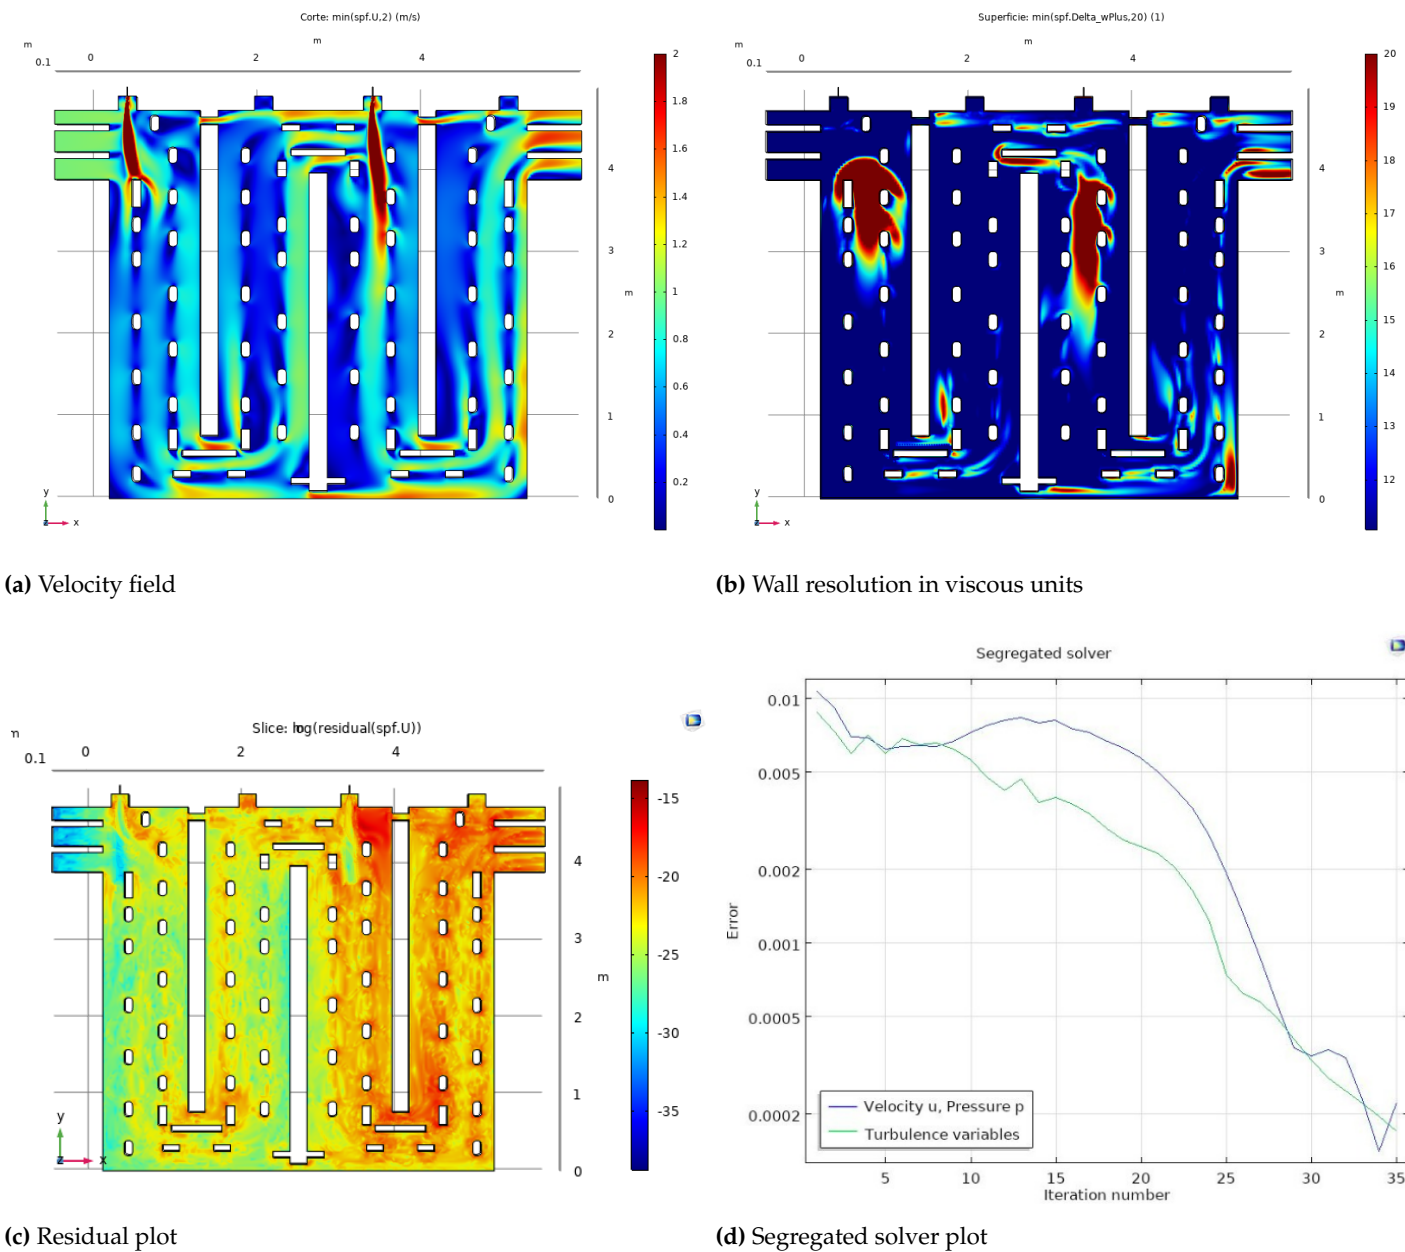 Corte: min(spf.U,2) (m/s)
m
m
0.1
0
2
4
2
1.8
1.6
1.4
1.2
1
0.8
0.6
0.4
0.2
4
3
m
2
1
0
y
z
x
(a) Velocity field
Superficie: min(spf.Delta_wPlus,20) (1)
m
m
0.1
0
2
4
20
19
18
17
16
15
14
13
12
4
3
m
2
1
0
y
z
x
(b) Wall resolution in viscous units
Slice: log(residual(spf.U))
m
m
0.1
0
2
4
-15
-20
-25
-30
-35
4
3
m
2
1
0
y
z
x
(c) Residual plot
Segregated solver
0.01
0.005
0.002
0.001
0.0005
0.0002
Error
Velocity u, Pressure p
Turbulence variables
5
10
15
20
25
30
35
Iteration number
(d) Segregated solver plot